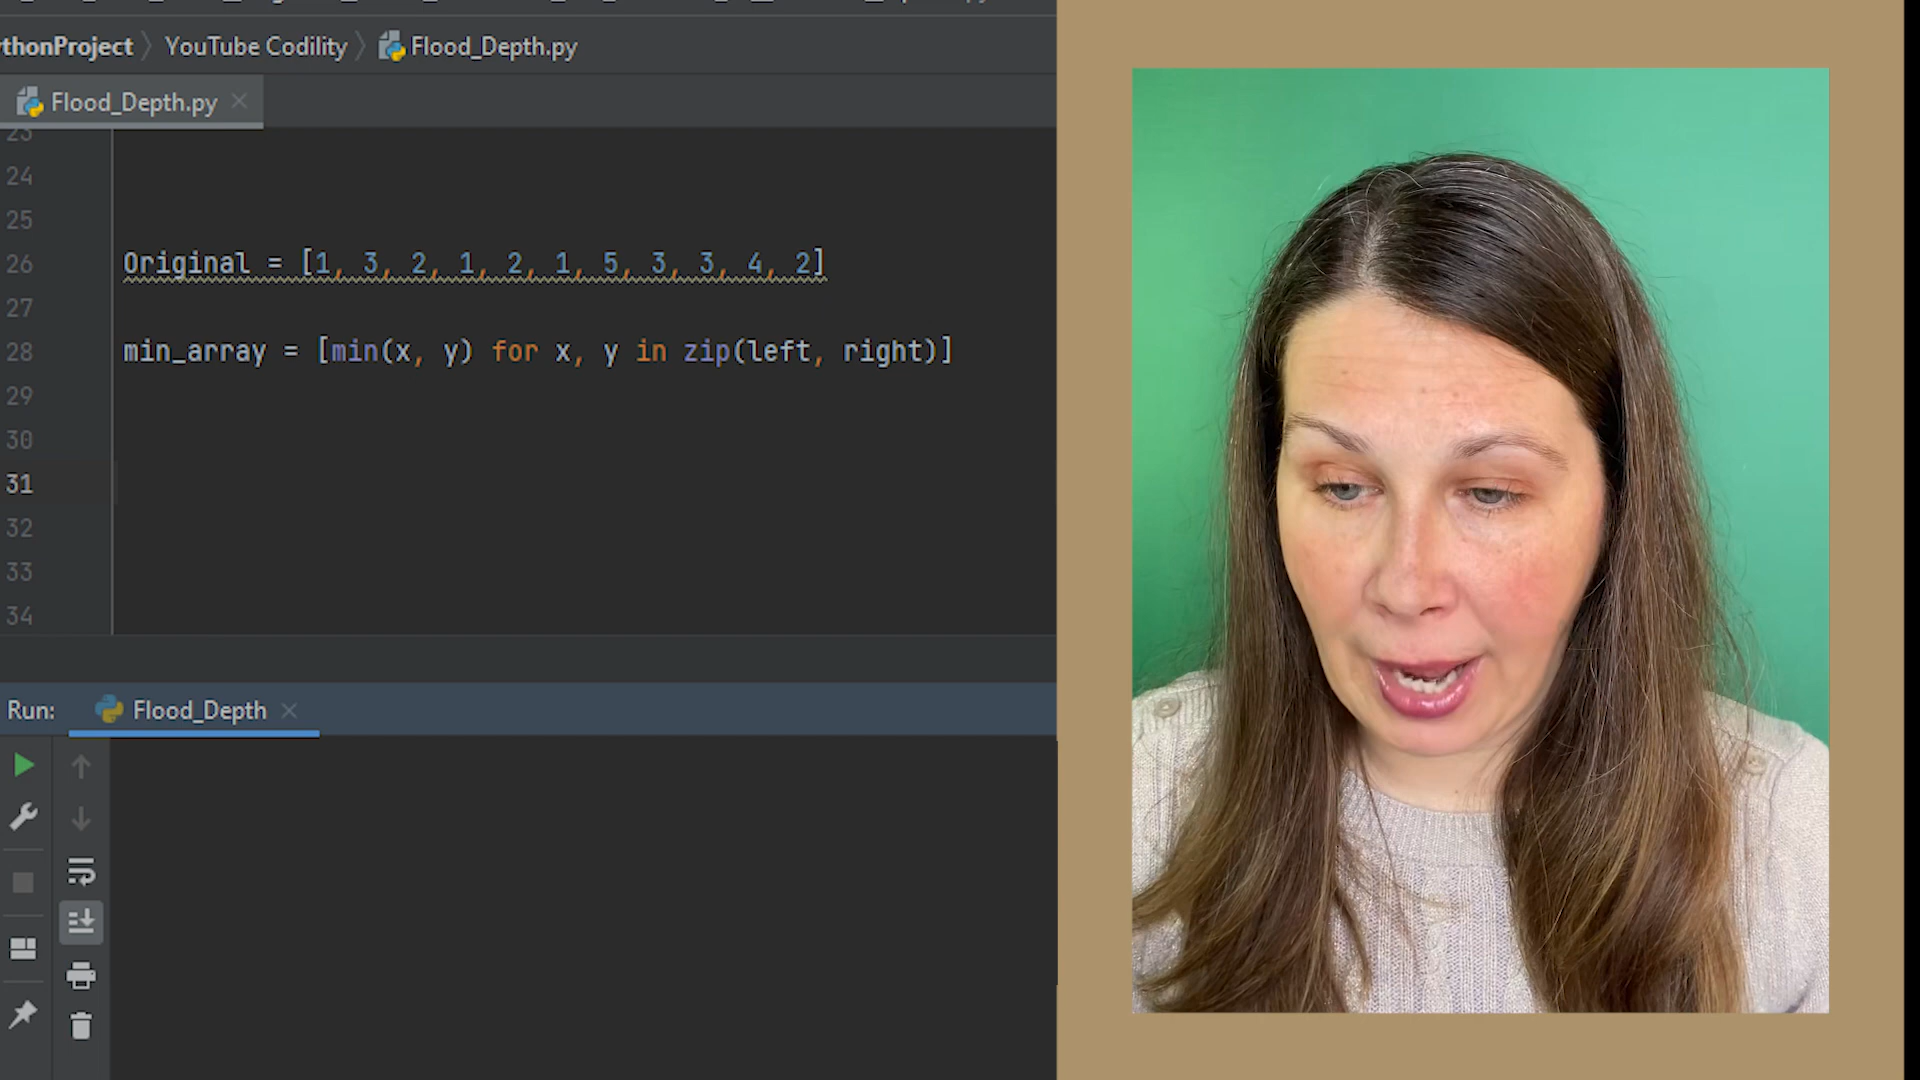 thonProject
YouTube Codility
Flood_Depth.py
Flood_Depth.py
23
24
25
26
Original = [1, 3, 2, 1, 2, 1, 5, 3, 3, 4, 2]
27
28
min_array = [min(x, y) for x, y in zip(left, right)]
29
30
31
32
33
34
Run:
Flood_Depth